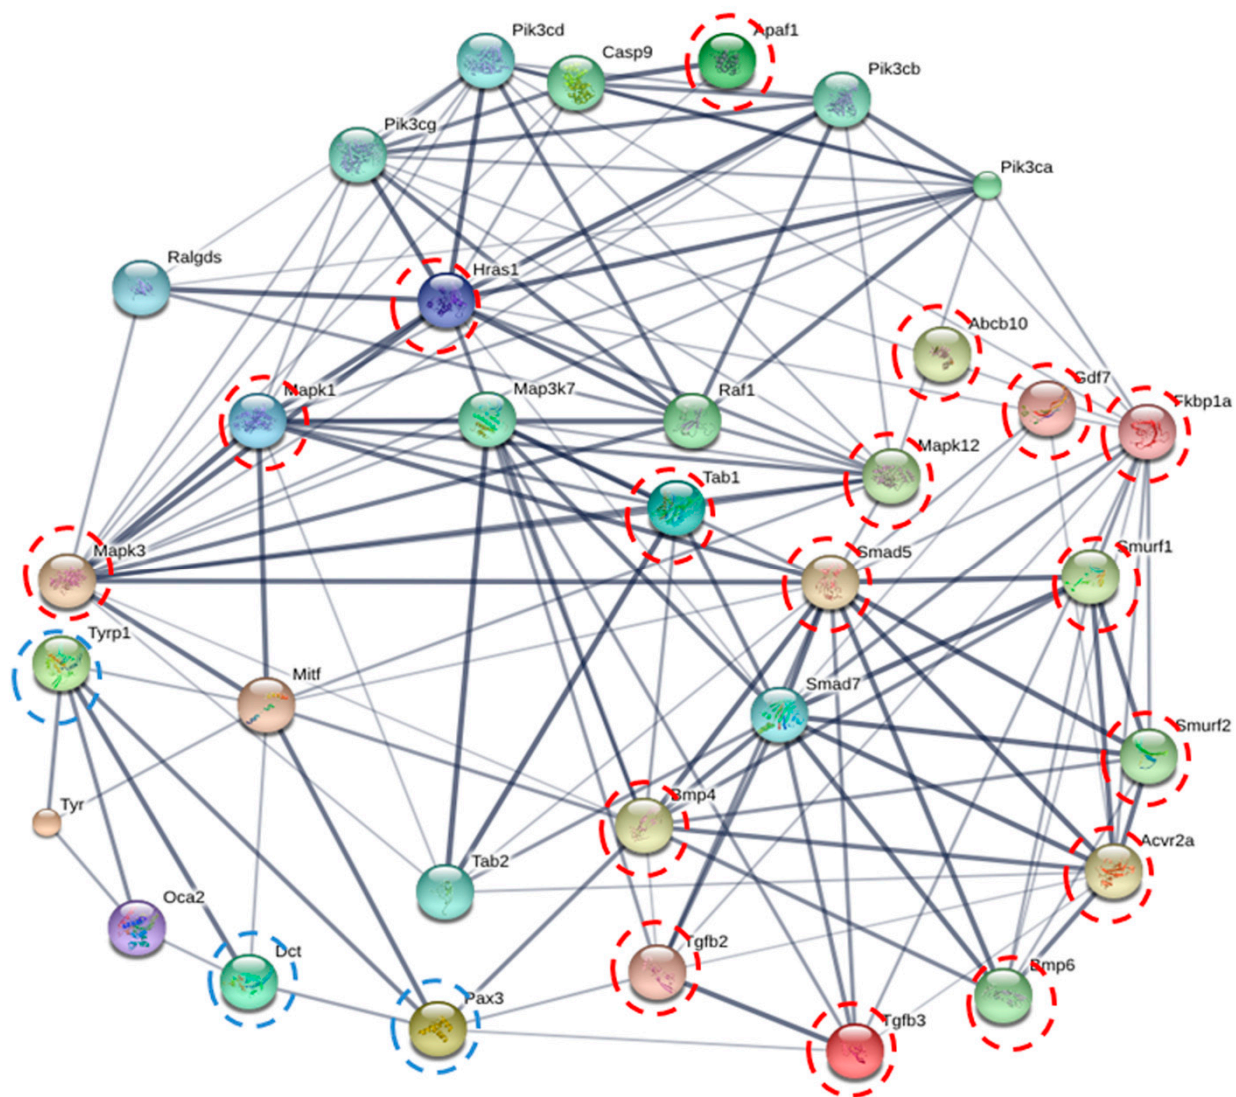 Pik3cd
Casp9
Apaf1
Pik3cb
Pik3cg
Pik3ca
Ralgds
Hras1
Abcb10
Gdf7
Fkbp1a
Mapk1
Map3k7
Raf1
Mapk12
Tab1
Mapk3
Smad5
Smurf1
Tyrp1
Mitf
Smad7
Smurf2
Tyr
Bmp4
Acvr2a
Tab2
Oca2
Dct
Pax3
Tgfb2
Bmp6
Tgfb3